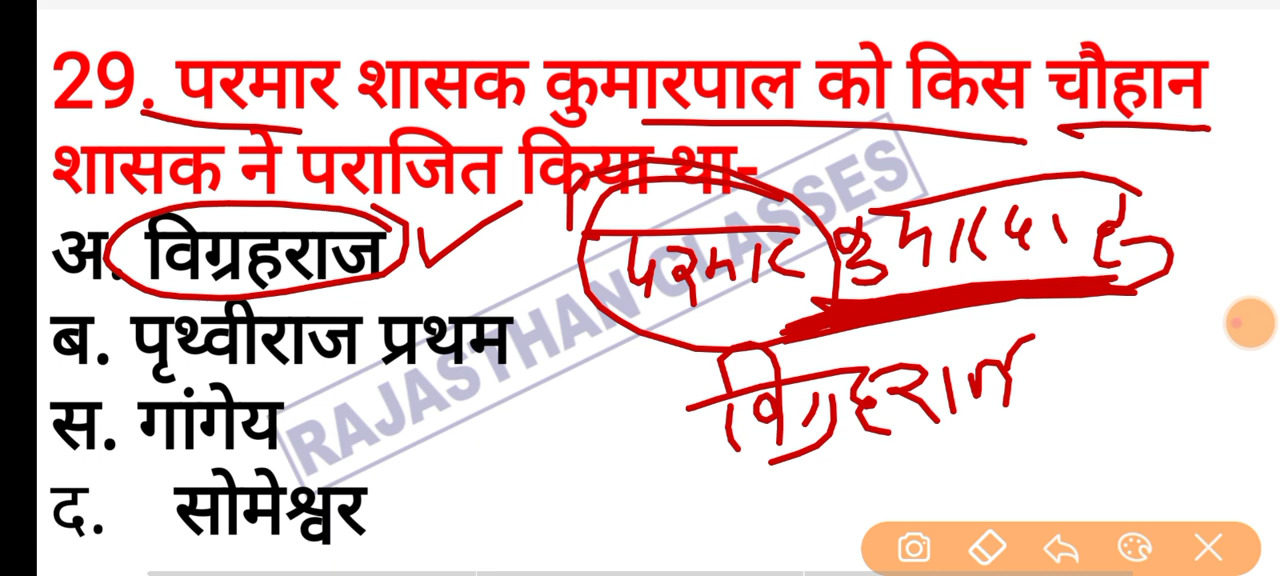 29. परमार शासक कुमारपाल को किस चौहान
शासक ने पराजित किया था-
अ. विग्रहराज
ब. पृथ्वीराज प्रथम
स. गांगेय
द. सोमेश्वर
परमार कुमारपाल
विग्रहराज
RAJASTHAN CLASSES